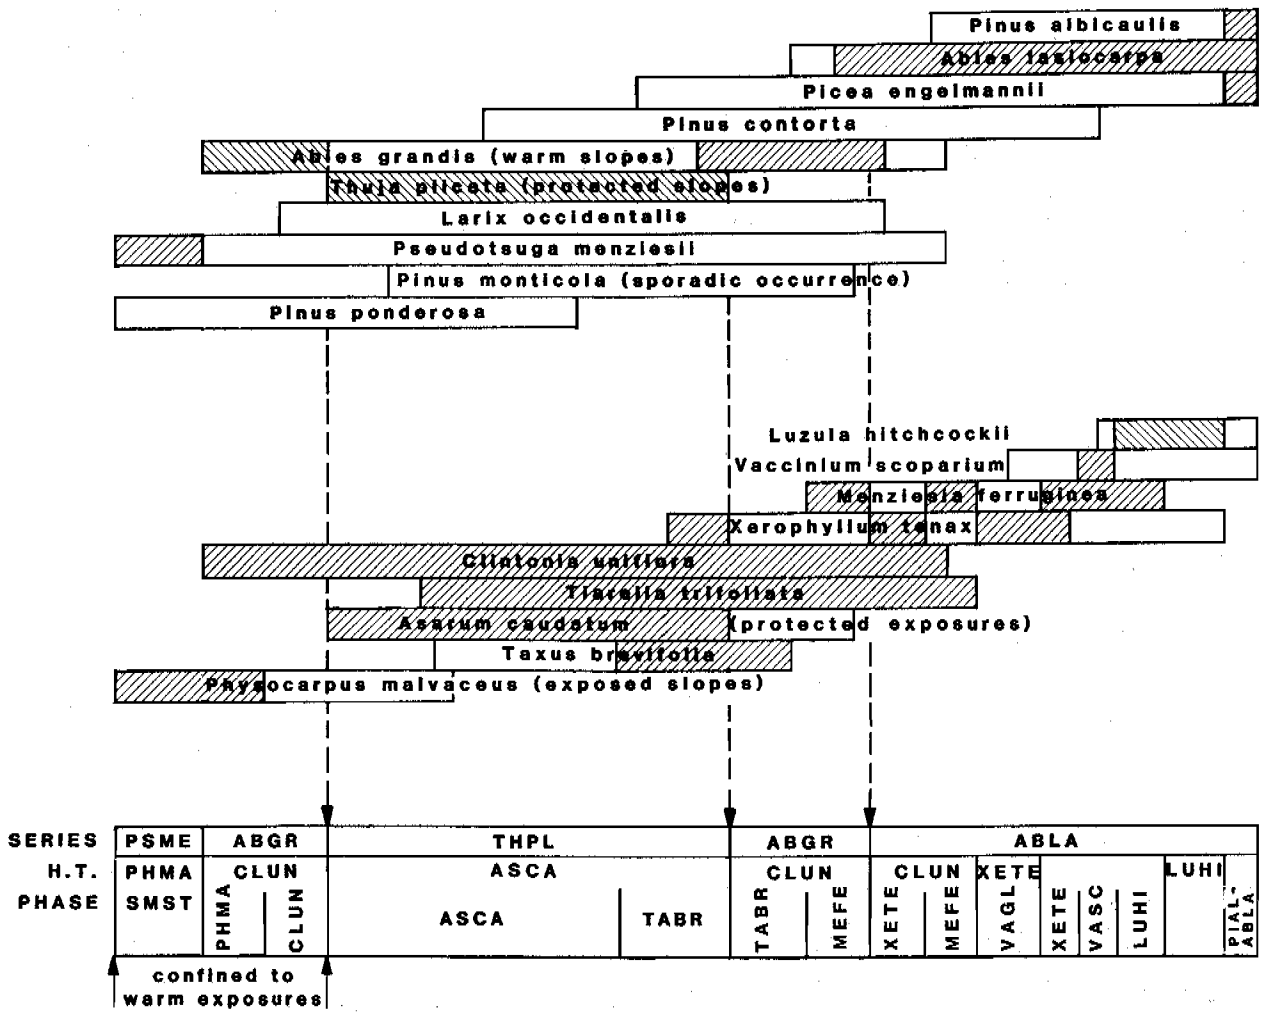 Pinus albicaulis
Abies lasiocarpa
Picea engelmannii
Pinus contorta
Abies grandis (warm slopes)
Thuja plicata (protected slopes)
Larix occidentalis
Pseudotsuga menziesii
Pinus monticola (sporadic occurrence)
Pinus ponderosa
Luzula hitchcockii
Vaccinium scoparium
Menziesia ferruginea
Xerophyllum tenax
Clintonia uniflora
Tiarella trifoliata
Asarum caudatum (protected exposures)
Taxus brevifolia
Physocarpus malvaceus (exposed slopes)
SERIES PSME ABGR THPL ABGR ABLA
H.T. PHMA CLUN ASCA CLUN CLUN XETE LUHI
PHASE SMST PHMA CLUN ASCA TABR TABR MEFE XETE MEFE VAGL XETE VASC LUHI PIAL-ABLA
confined to
warm exposures